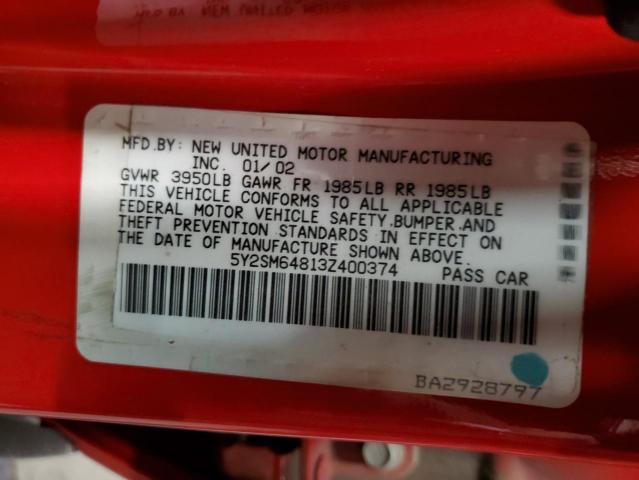 MFD.BY: NEW UNITED MOTOR MANUFACTURING
INC. 01/02
GVWR 3950LB GAWR FR 1985LB RR 1985LB
THIS VEHICLE CONFORMS TO ALL APPLICABLE
FEDERAL MOTOR VEHICLE SAFETY,BUMPER,AND
THEFT PREVENTION STANDARDS IN EFFECT ON
THE DATE OF MANUFACTURE SHOWN ABOVE.
5Y2SM64813Z400374 PASS CAR
BA2928797